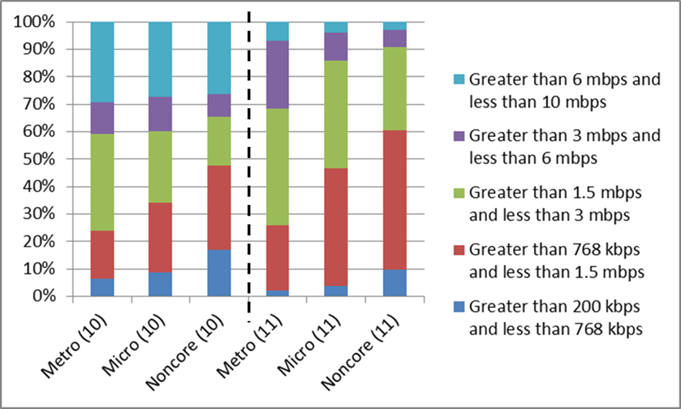 100%
90%
80%
70%
60%
50%
40%
30%
20%
10%
0%
Metro (10)
Micro (10)
Noncore (10)
Metro (11)
Micro (11)
Noncore (11)
Greater than 6 mbps and
less than 10 mbps
Greater than 3 mbps and
less than 6 mbps
Greater than 1.5 mbps
and less than 3 mbps
Greater than 768 kbps
and less than 1.5 mbps
Greater than 200 kbps
and less than 768 kbps